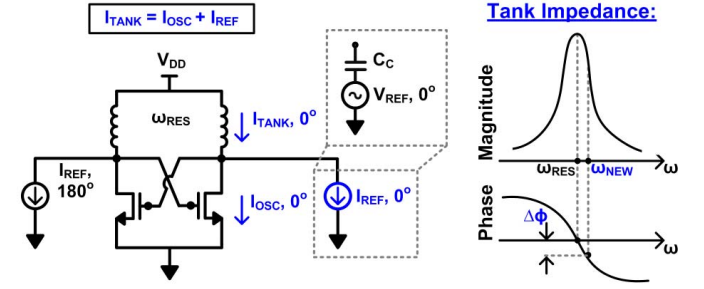 I_TANK = I_OSC + I_REF
V_DD
ω_RES
I_TANK, 0°
I_REF, 180°
I_OSC, 0°
I_REF, 0°
C_C
V_REF, 0°
Tank Impedance:
Magnitude
ω_RES
ω_NEW
ω
Phase
Δϕ
ω